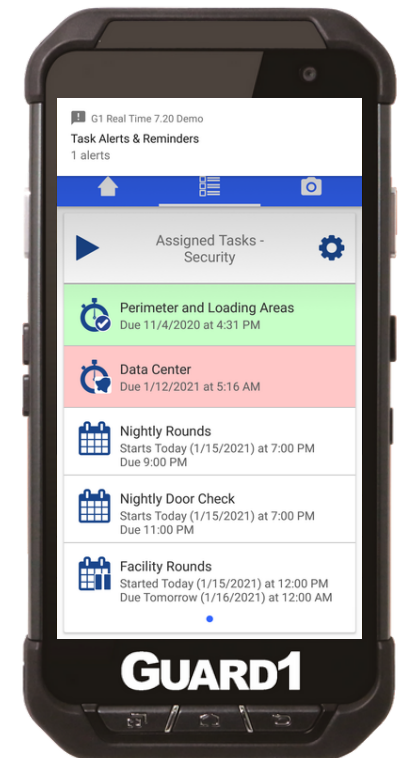 G1 Real Time 7.20 Demo
Task Alerts & Reminders
1 alerts
Assigned Tasks -
Security
Perimeter and Loading Areas
Due 11/4/2020 at 4:31 PM
Data Center
Due 1/12/2021 at 5:16 AM
Nightly Rounds
Starts Today (1/15/2021) at 7:00 PM
Due 9:00 PM
Nightly Door Check
Starts Today (1/15/2021) at 7:00 PM
Due 11:00 PM
Facility Rounds
Started Today (1/15/2021) at 12:00 PM
Due Tomorrow (1/16/2021) at 12:00 AM
GUARD1